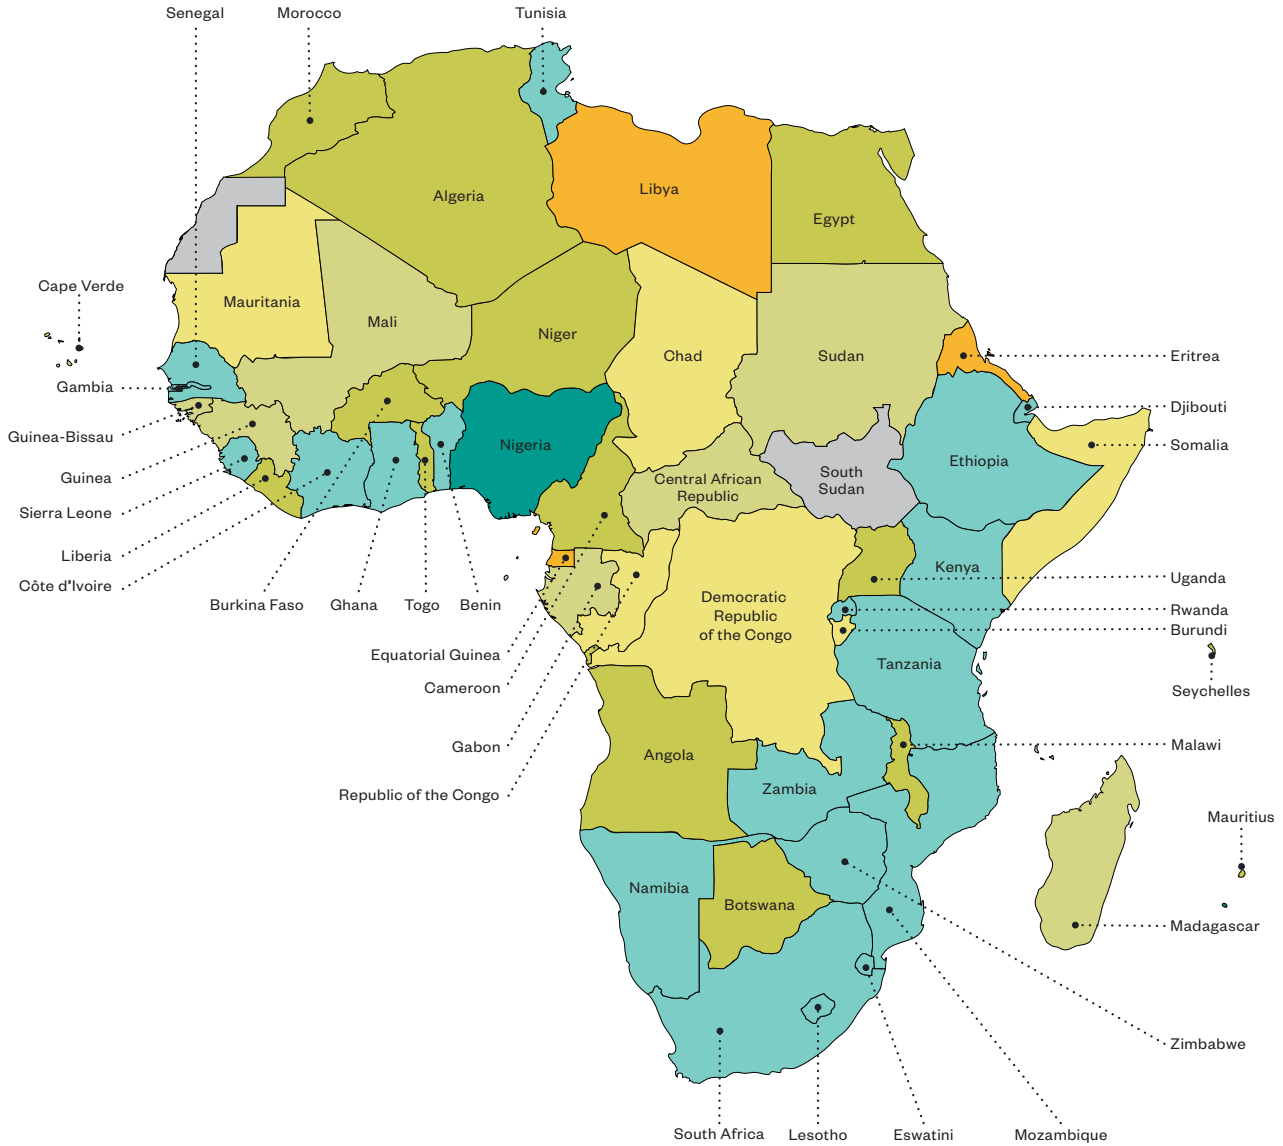 Senegal
Morocco
Tunisia
Algeria
Libya
Egypt
Cape Verde
Mauritania
Mali
Niger
Chad
Sudan
Eritrea
Gambia
Djibouti
Guinea-Bissau
Nigeria
Somalia
Ethiopia
Guinea
Central African
Republic
South
Sudan
Sierra Leone
Liberia
Côte d'Ivoire
Kenya
Uganda
Burkina Faso
Ghana
Togo
Benin
Democratic
Republic
of the Congo
Rwanda
Burundi
Equatorial Guinea
Tanzania
Cameroon
Seychelles
Gabon
Angola
Malawi
Republic of the Congo
Zambia
Mauritius
Namibia
Botswana
Madagascar
Zimbabwe
South Africa
Lesotho
Eswatini
Mozambique